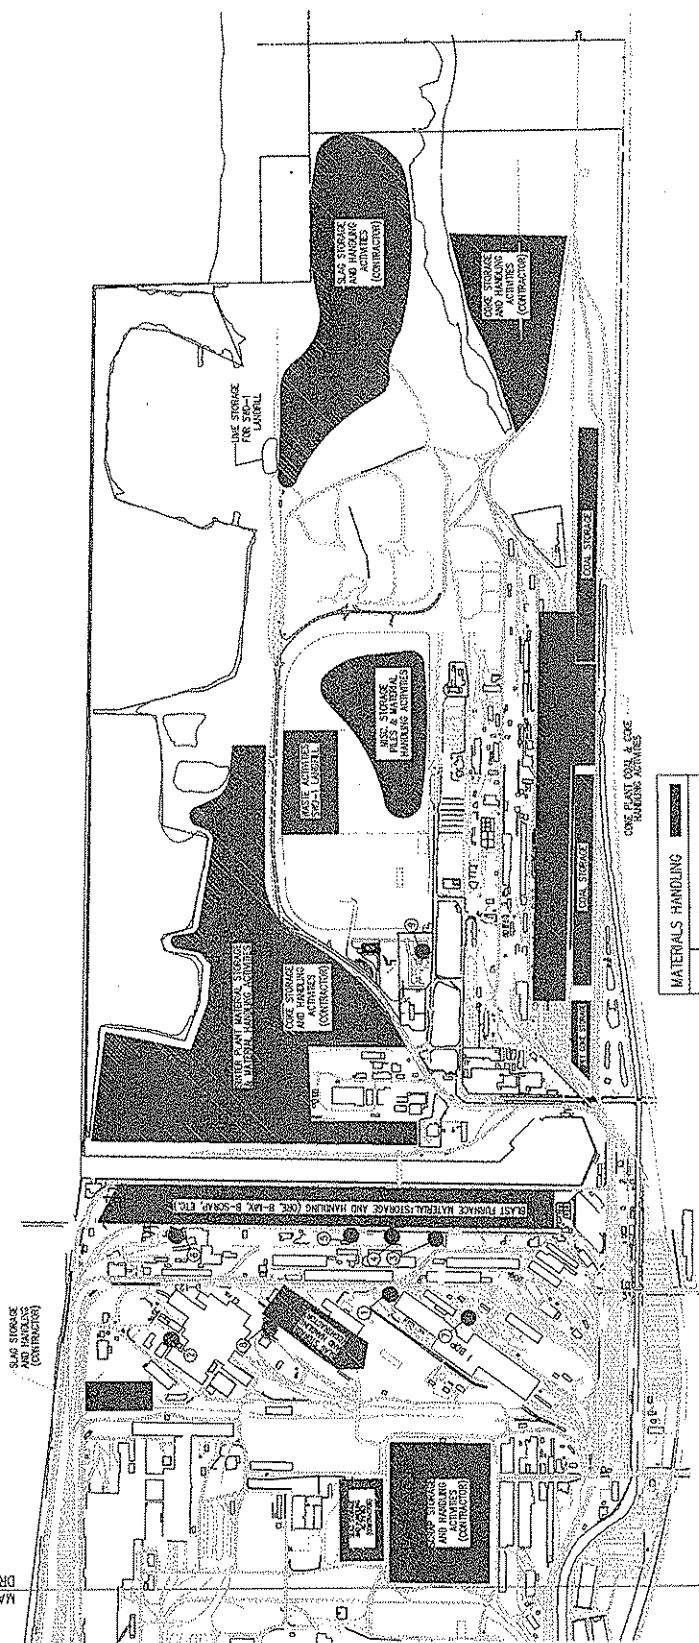 SLAG STORAGE
AND HANDLING
ACTIVITIES
(CONTRACTOR)
COKE STORAGE
AND HANDLING
ACTIVITIES
(CONTRACTOR)
LIME STORAGE
FOR SWD-1
LANDFILL
COAL STORAGE
MISC. STORAGE
PILES & MATERIAL
HANDLING ACTIVITIES
WASTE ACTIVITIES
SWD-1 LANDFILL
COKE PLANT COAL & COKE
HANDLING ACTIVITIES
MATERIALS HANDLING
COAL STORAGE
SINTER PLANT MATERIAL STORAGE
& MATERIAL HANDLING ACTIVITIES
COKE STORAGE
AND HANDLING
ACTIVITIES
(CONTRACTOR)
COKE STORAGE
BLAST FURNACE MATERIAL STORAGE AND HANDLING (ORE, B-MIX, B-SCRAP, ETC.)
SLAG STORAGE
AND HANDLING
(CONTRACTOR)
SCRAP STORAGE
AND HANDLING
ACTIVITIES
(CONTRACTOR)
MA
DR